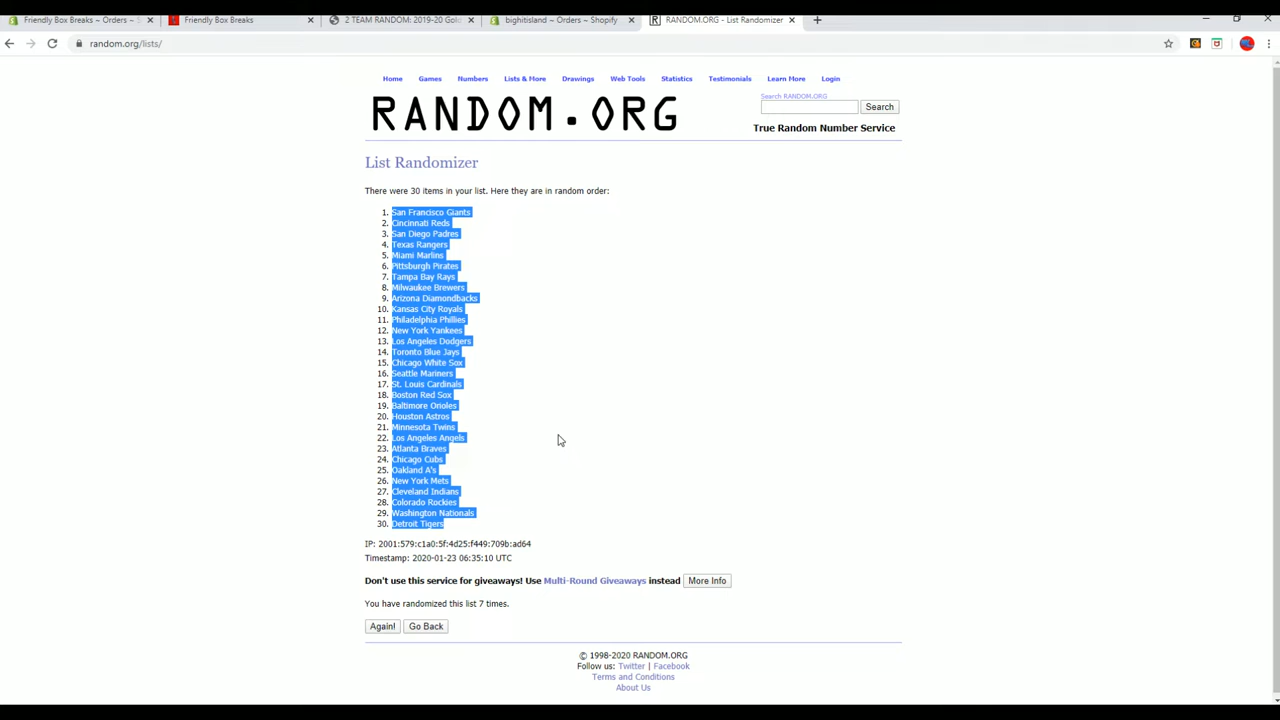 Friendly Box Breaks ~ Orders ~ S
Friendly Box Breaks
2 TEAM RANDOM: 2019-20 Gold
bighitisland ~ Orders ~ Shopify
RANDOM.ORG - List Randomizer
random.org/lists/
Home Games Numbers Lists & More Drawings Web Tools Statistics Testimonials Learn More Login
RANDOM.ORG
Search RANDOM.ORG
Search
True Random Number Service
List Randomizer
There were 30 items in your list. Here they are in random order:
1. San Francisco Giants
2. Cincinnati Reds
3. San Diego Padres
4. Texas Rangers
5. Miami Marlins
6. Pittsburgh Pirates
7. Tampa Bay Rays
8. Milwaukee Brewers
9. Arizona Diamondbacks
10. Kansas City Royals
11. Philadelphia Phillies
12. New York Yankees
13. Los Angeles Dodgers
14. Toronto Blue Jays
15. Chicago White Sox
16. Seattle Mariners
17. St. Louis Cardinals
18. Boston Red Sox
19. Baltimore Orioles
20. Houston Astros
21. Minnesota Twins
22. Los Angeles Angels
23. Atlanta Braves
24. Chicago Cubs
25. Oakland A's
26. New York Mets
27. Cleveland Indians
28. Colorado Rockies
29. Washington Nationals
30. Detroit Tigers
IP: 2001:579:c1a0:5f:4d25:f449:709b:ad64
Timestamp: 2020-01-23 06:35:10 UTC
Don't use this service for giveaways! Use Multi-Round Giveaways instead More Info
You have randomized this list 7 times.
Again! Go Back
© 1998-2020 RANDOM.ORG
Follow us: Twitter | Facebook
Terms and Conditions
About Us